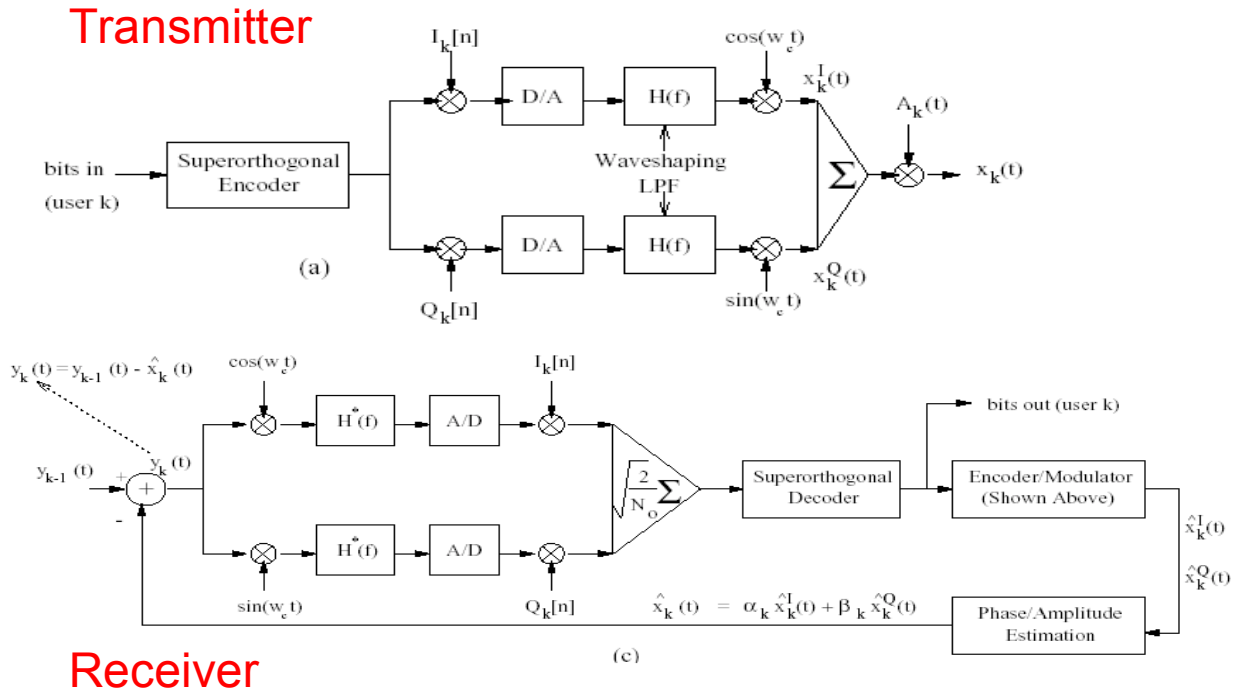 Transmitter
I_k[n]
cos(w_c t)
x_k^I(t)
A_k(t)
D/A
H(f)
bits in
(user k)
Superorthogonal
Encoder
Waveshaping
LPF
Σ
x_k(t)
D/A
H(f)
(a)
Q_k[n]
sin(w_c t)
x_k^Q(t)
y_k(t) = y_{k-1}(t) - x̂_k(t)
cos(w_c t)
I_k[n]
H*(f)
A/D
bits out (user k)
y_{k-1}(t)
+
+
-
y_k(t)
√(2/N_o) Σ
Superorthogonal
Decoder
Encoder/Modulator
(Shown Above)
H*(f)
A/D
x̂_k^I(t)
x̂_k^Q(t)
sin(w_c t)
Q_k[n]
x̂_k(t) = α_k x̂_k^I(t) + β_k x̂_k^Q(t)
Phase/Amplitude
Estimation
(c)
Receiver